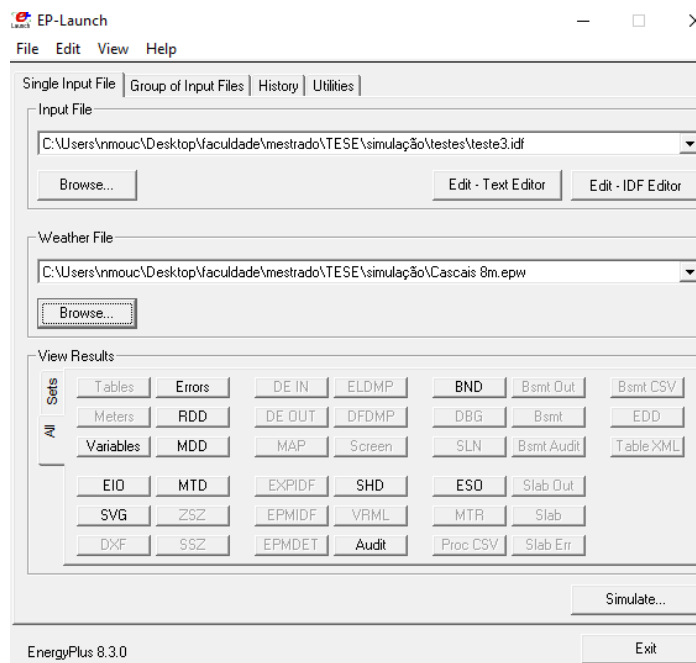 EP-Launch
File Edit View Help
Single Input File Group of Input Files History Utilities
Input File
C:\Users\nmouc\Desktop\faculdade\mestrado\TESE\simulação\testes\teste3.idf
Browse... Edit - Text Editor Edit - IDF Editor
Weather File
C:\Users\nmouc\Desktop\faculdade\mestrado\TESE\simulação\Cascais 8m.epw
Browse...
View Results
Sets
All
Tables Errors DE IN ELDMP BND Bsmt Out Bsmt CSV
Meters RDD DE OUT DFDMP DBG Bsmt EDD
Variables MDD MAP Screen SLN Bsmt Audit Table XML
EIO MTD EXPIDF SHD ESO Slab Out
SVG ZSZ EPMIDF VRML MTR Slab
DXF SSZ EPMDET Audit Proc CSV Slab Err
Simulate...
EnergyPlus 8.3.0 Exit